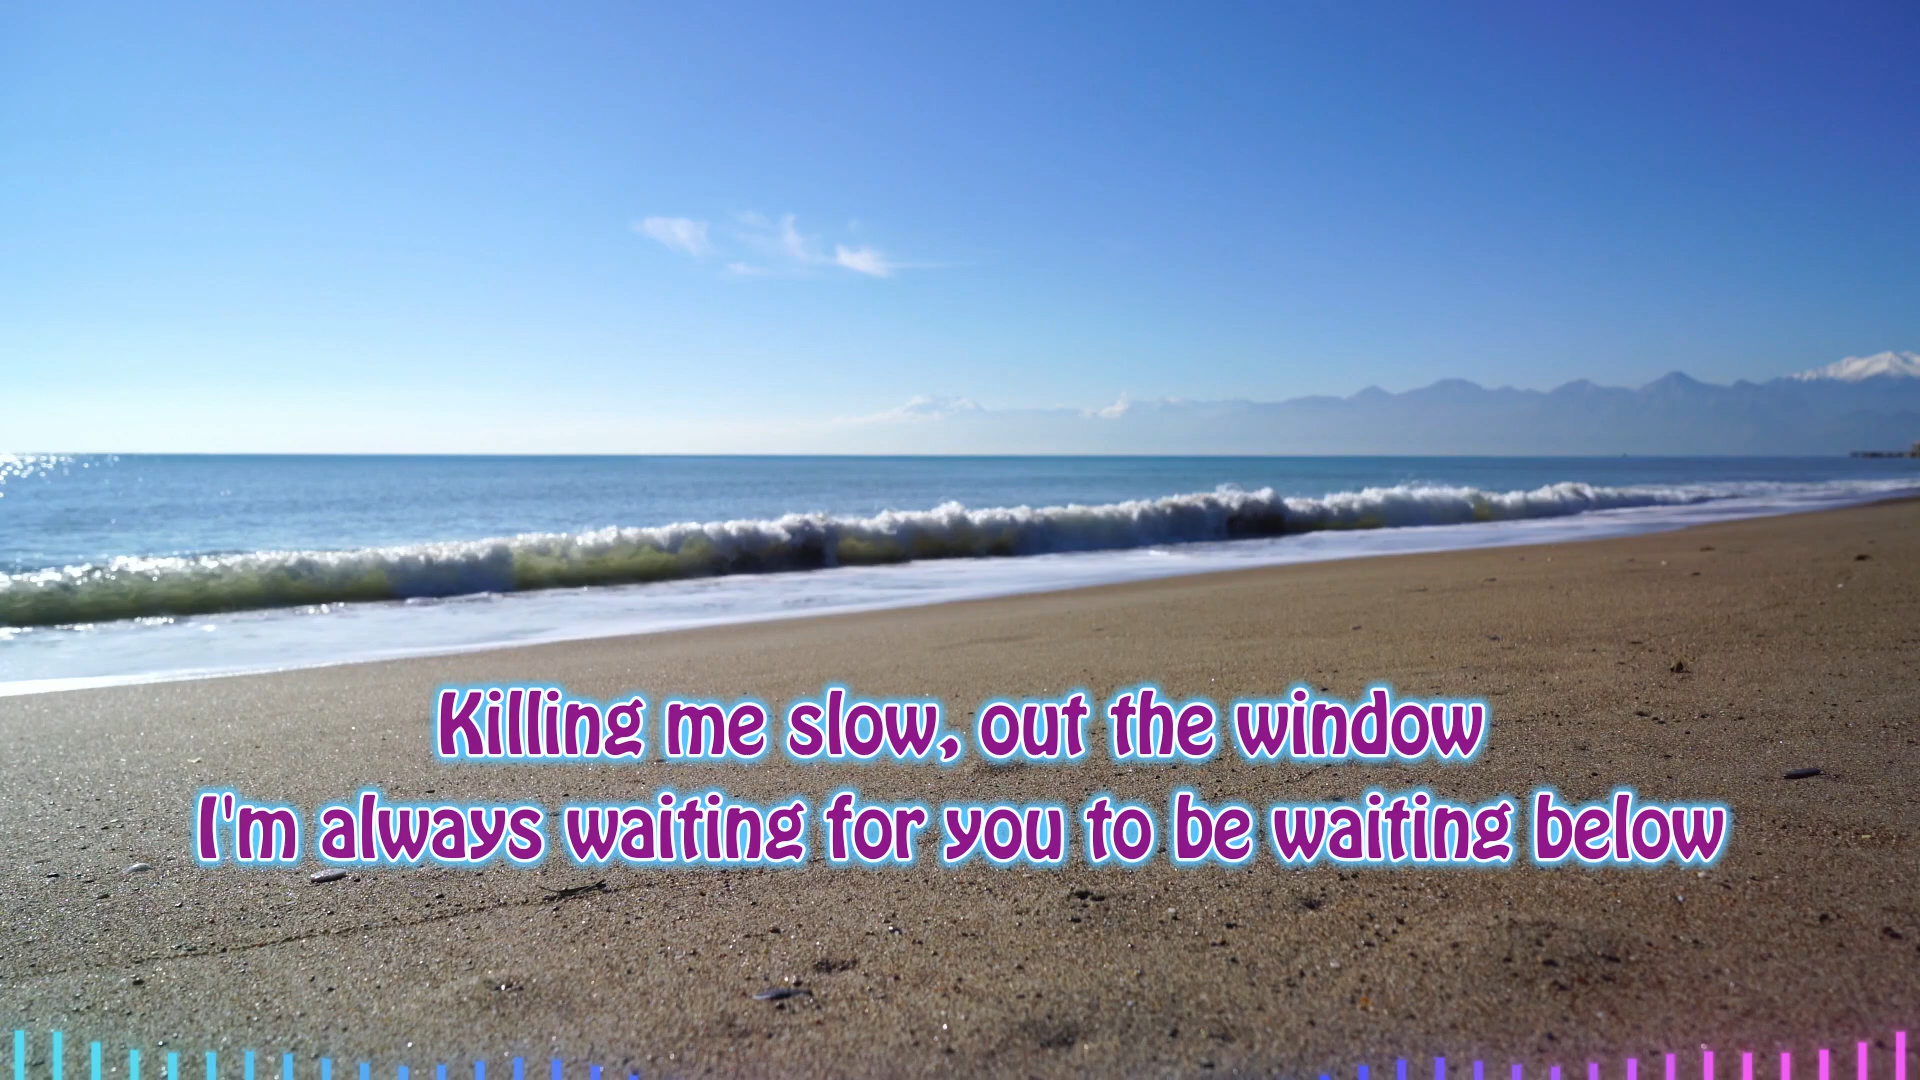 Killing me slow, out the window
I'm always waiting for you to be waiting below